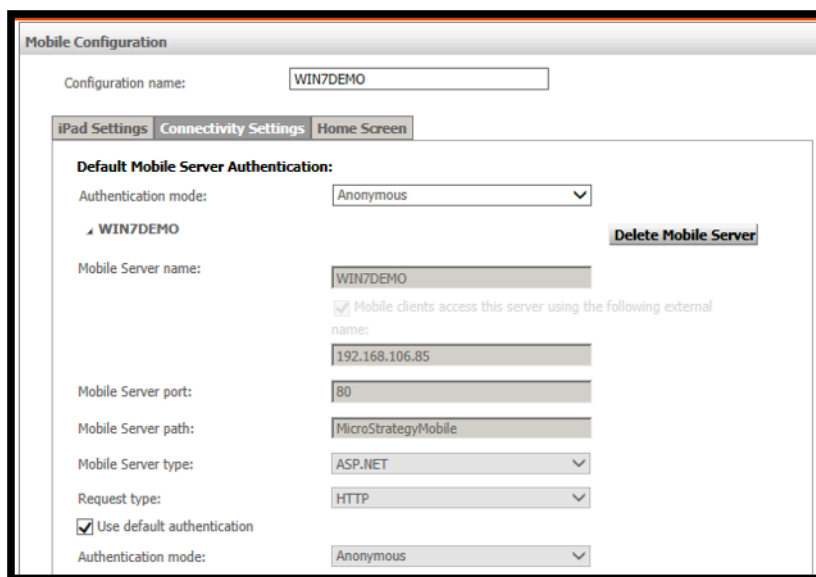 Mobile Configuration
Configuration name: WIN7DEMO
iPad Settings Connectivity Settings Home Screen
Default Mobile Server Authentication:
Authentication mode: Anonymous
WIN7DEMO Delete Mobile Server
Mobile Server name: WIN7DEMO
Mobile clients access this server using the following external
name:
192.168.106.85
Mobile Server port: 80
Mobile Server path: MicroStrategyMobile
Mobile Server type: ASP.NET
Request type: HTTP
Use default authentication
Authentication mode: Anonymous